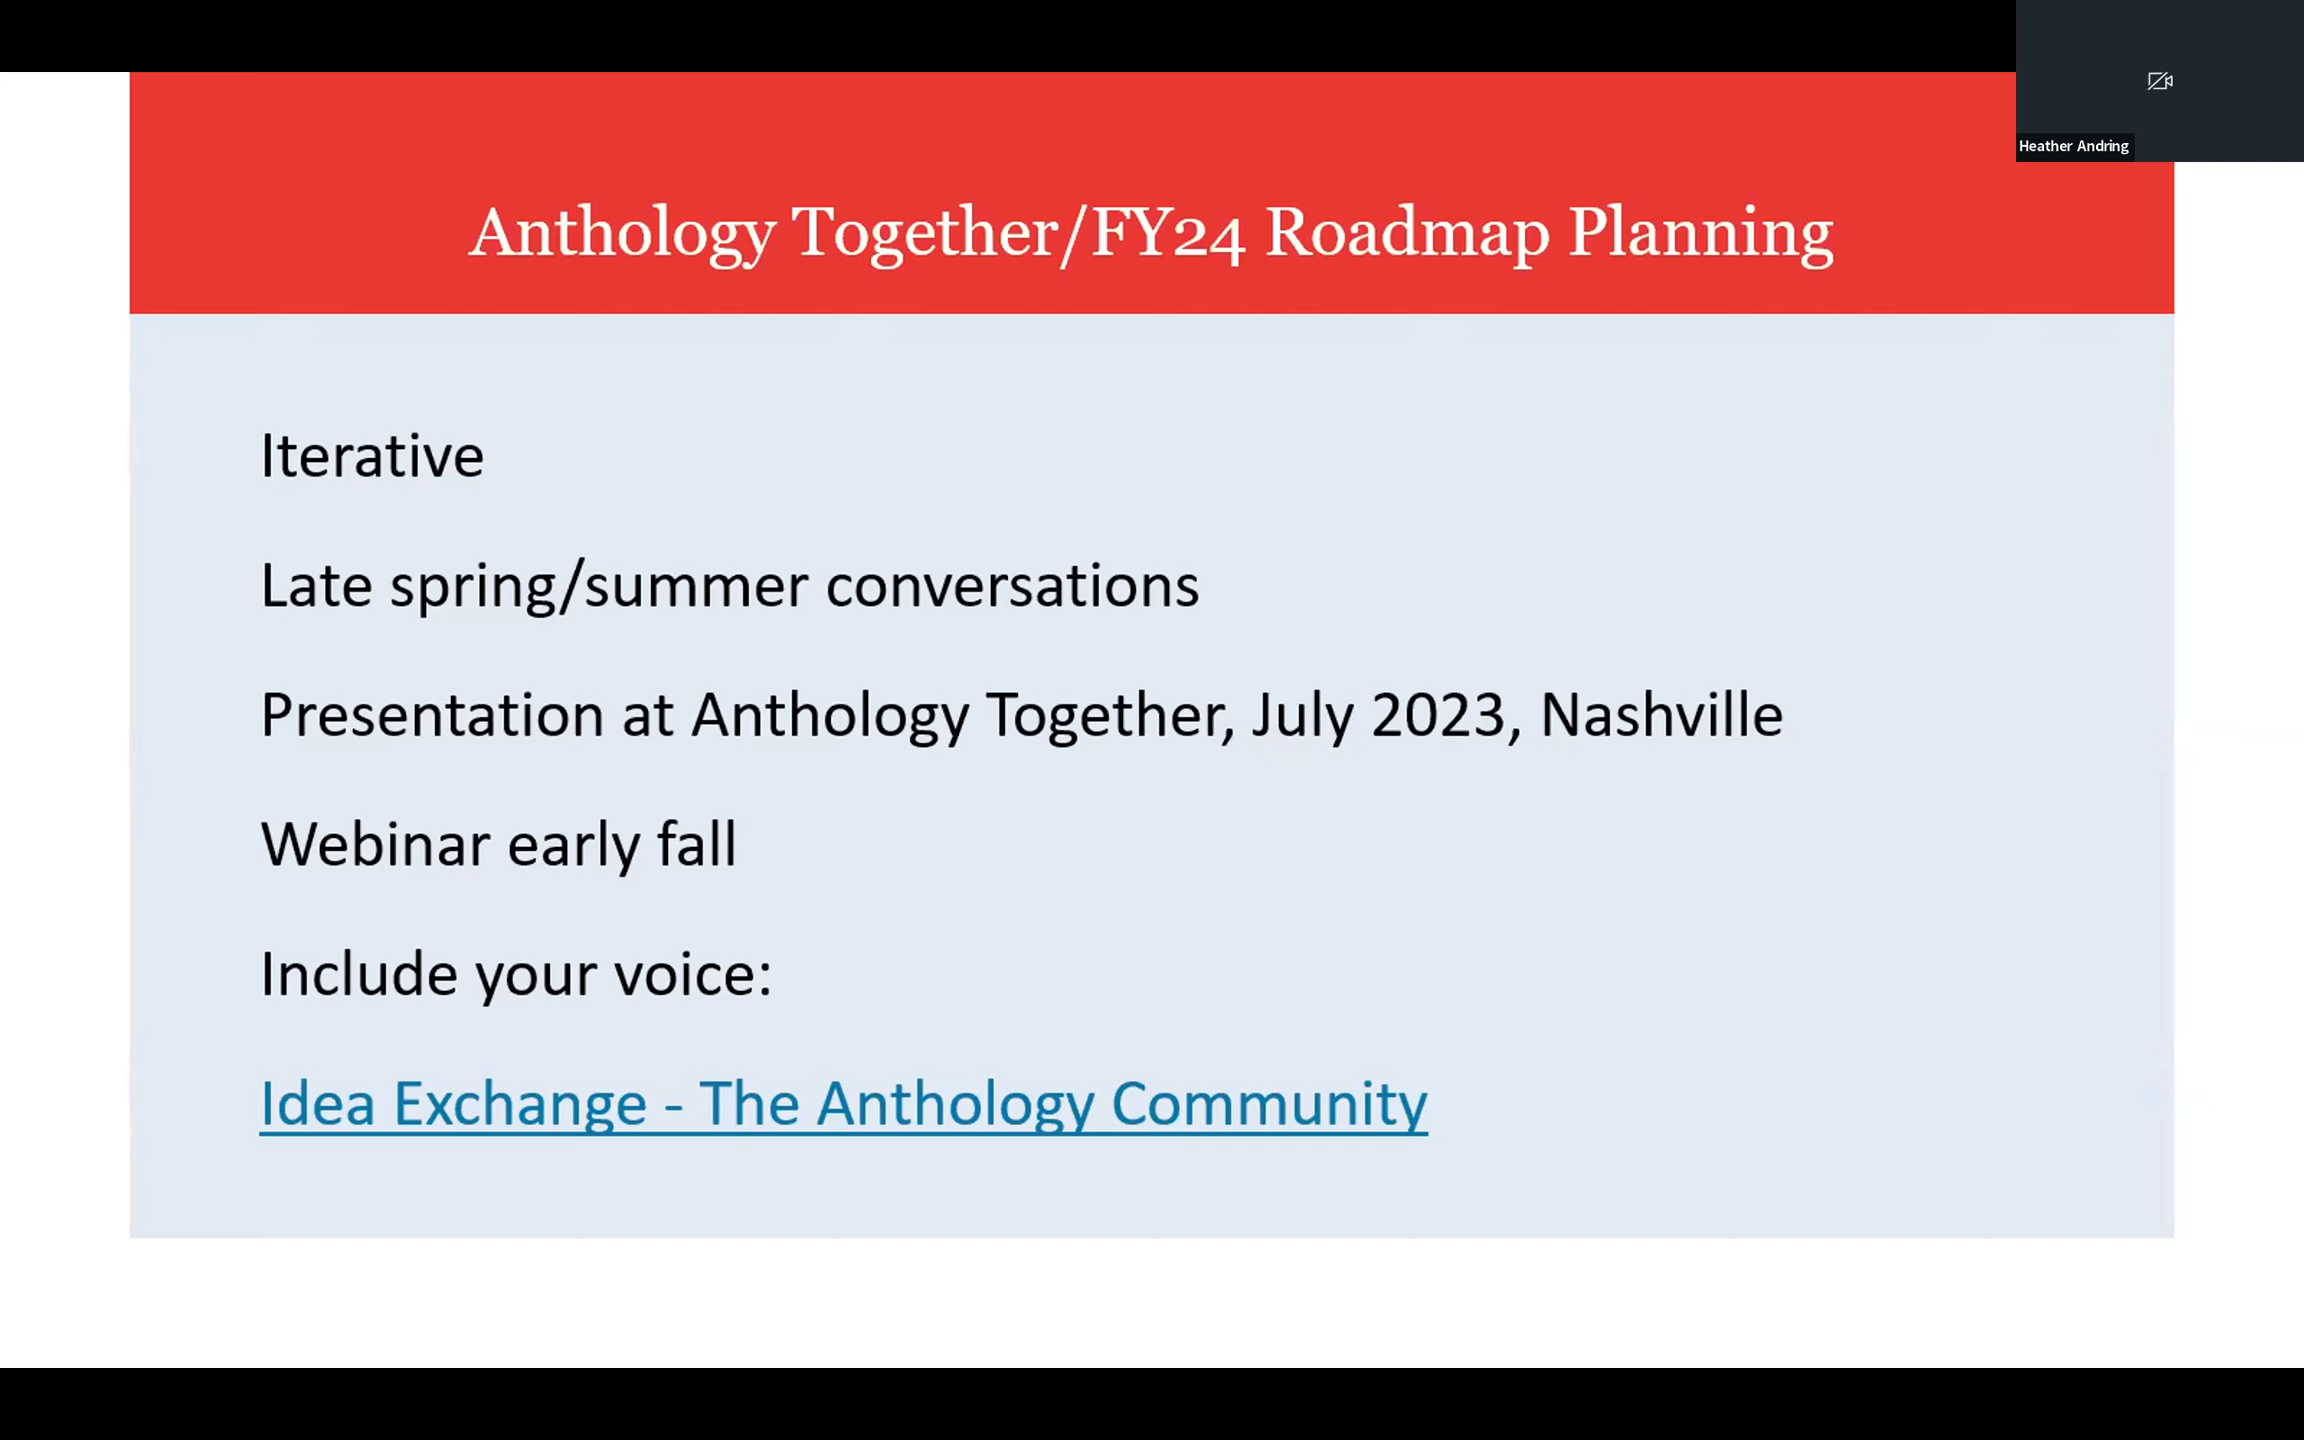 Heather Andring
Anthology Together/FY24 Roadmap Planning
Iterative
Late spring/summer conversations
Presentation at Anthology Together, July 2023, Nashville
Webinar early fall
Include your voice:
Idea Exchange - The Anthology Community